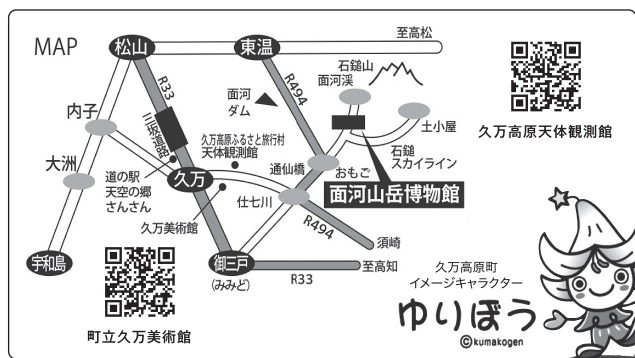 MAP
松山
東温
至高松
R33
R494
石鎚山
面河渓
面河
ダム
土小屋
石鎚
スカイライン
久万高原天体観測館
内子
三坂道路
久万高原ふるさと旅行村
天体観測館
大洲
道の駅
天空の郷
さんさん
久万
通仙橋
おもご
面河山岳博物館
仕七川
久万美術館
R494
須崎
宇和島
御三戸
(みみど)
R33
至高知
町立久万美術館
久万高原町
イメージキャラクター
ゆりぼう
©kumakogen